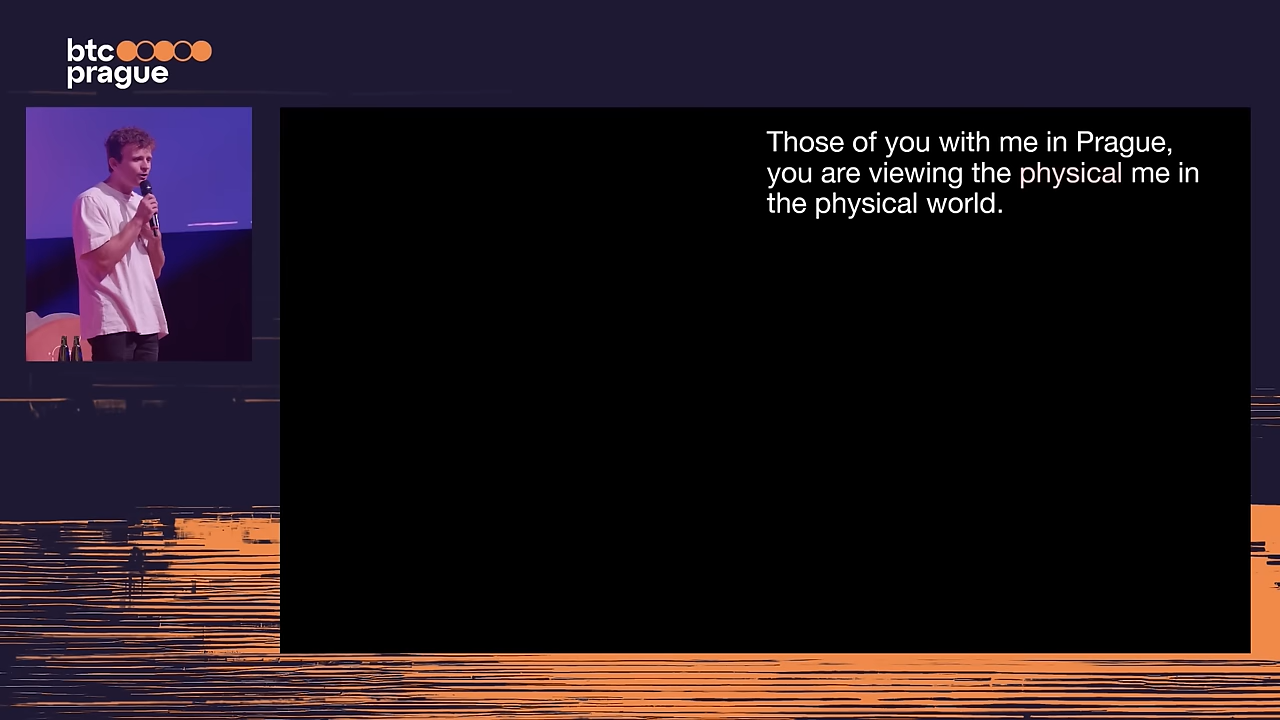 btc
prague
Those of you with me in Prague,
you are viewing the physical me in
the physical world.